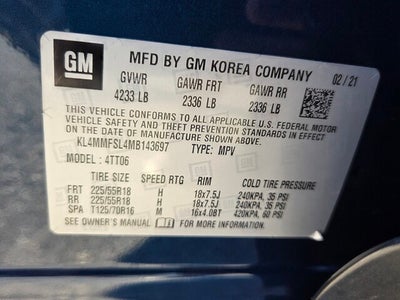 GM
MFD BY GM KOREA COMPANY 02/21
GVWR GAWR FRT GAWR RR
4233 LB 2336 LB 2336 LB
THIS VEHICLE CONFORMS TO ALL APPLICABLE U.S. FEDERAL MOTOR
VEHICLE SAFETY AND THEFT PREVENTION STANDARDS IN EFFECT ON
THE DATE OF MANUFACTURE SHOWN ABOVE.
KL4MMFSL4MB143697 TYPE: MPV
MODEL: 4TT06
TIRE SIZE SPEED RTG RIM COLD TIRE PRESSURE
FRT 225/55R18 H 18x7.5J 240KPA, 35 PSI
RR 225/55R18 H 18x7.5J 240KPA, 35 PSI
SPA T125/70R16 M 16x4.0BT 420KPA, 60 PSI
SEE OWNER'S MANUAL FOR MORE INFORMATION.